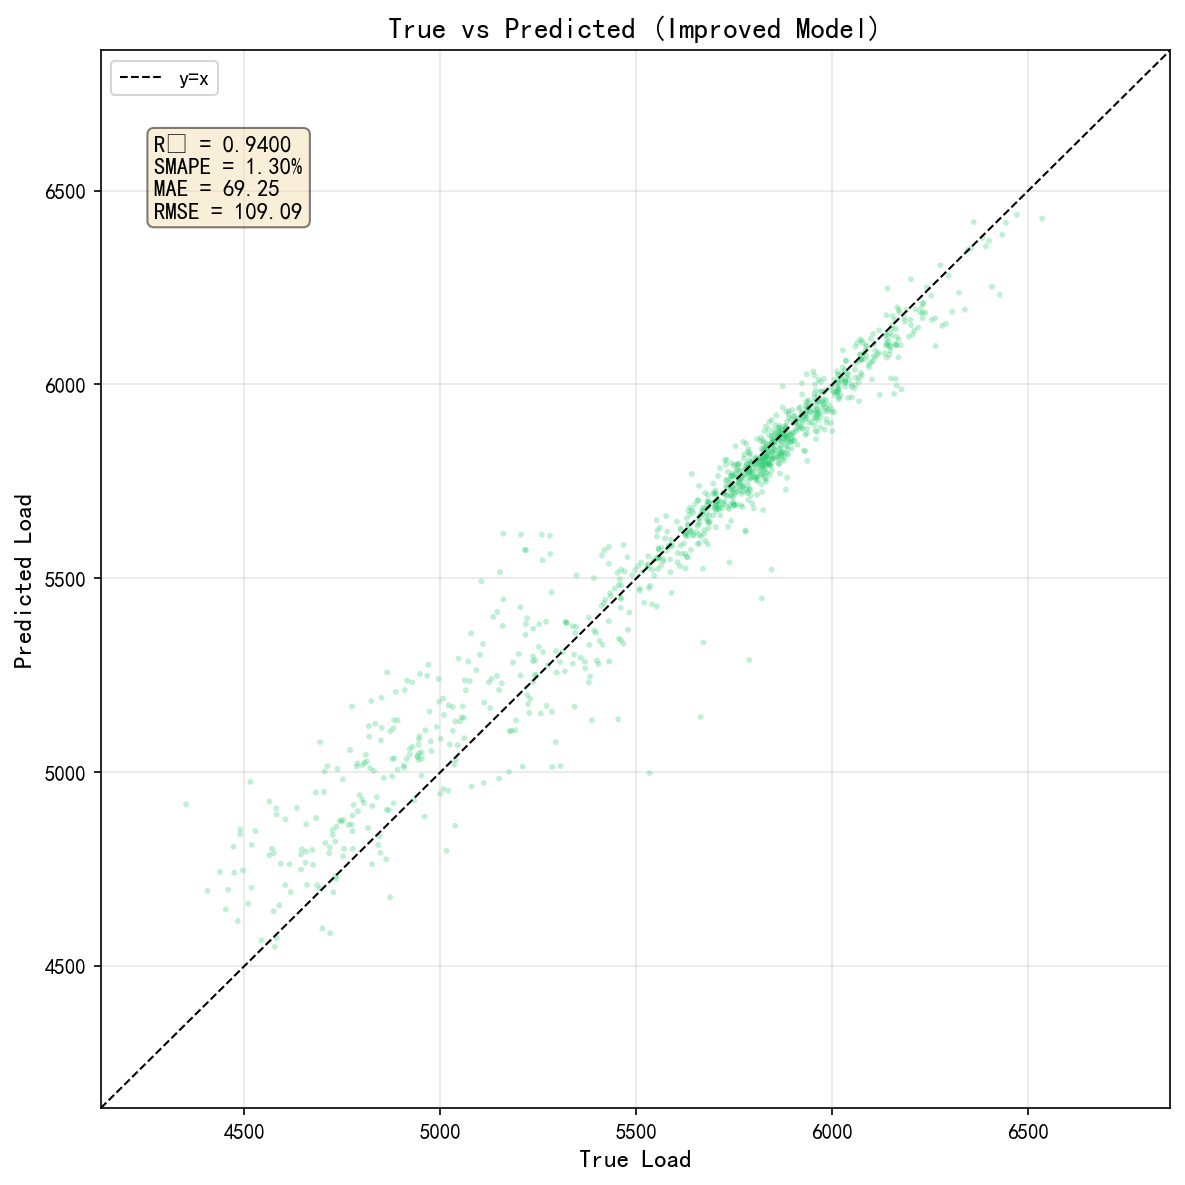 True vs Predicted (Improved Model)
y=x
R□ = 0.9400
SMAPE = 1.30%
MAE = 69.25
RMSE = 109.09
6500
6000
5500
5000
4500
Predicted Load
4500 5000 5500 6000 6500
True Load